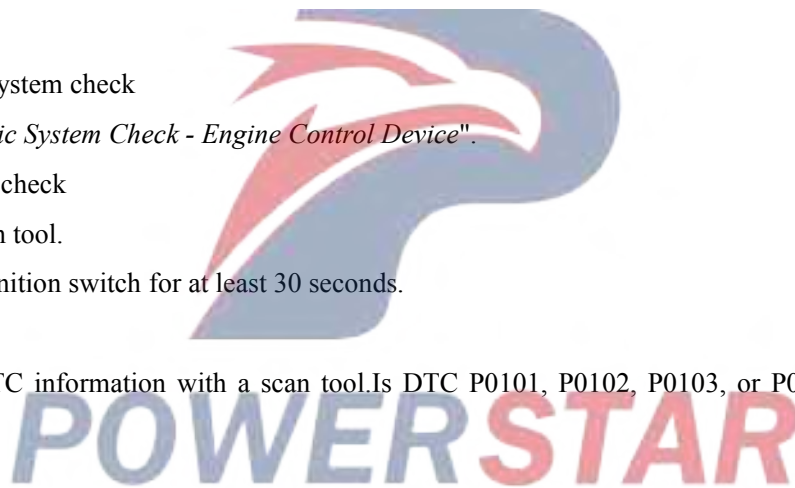 ystem check
ic System Check - Engine Control Device".
check
n tool.
nition switch for at least 30 seconds.
TC information with a scan tool.Is DTC P0101, P0102, P0103, or P0
POWERSTAR